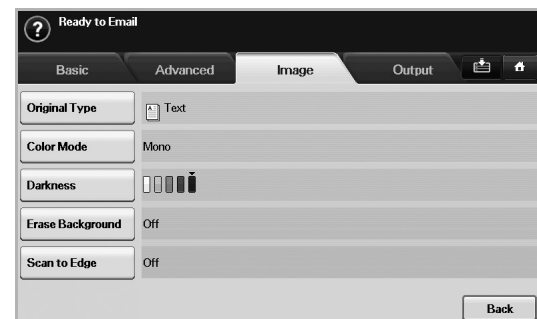 ? Ready to Email
Basic Advanced Image Output
Original Type Text
Color Mode Mono
Darkness
Erase Background Off
Scan to Edge Off
Back